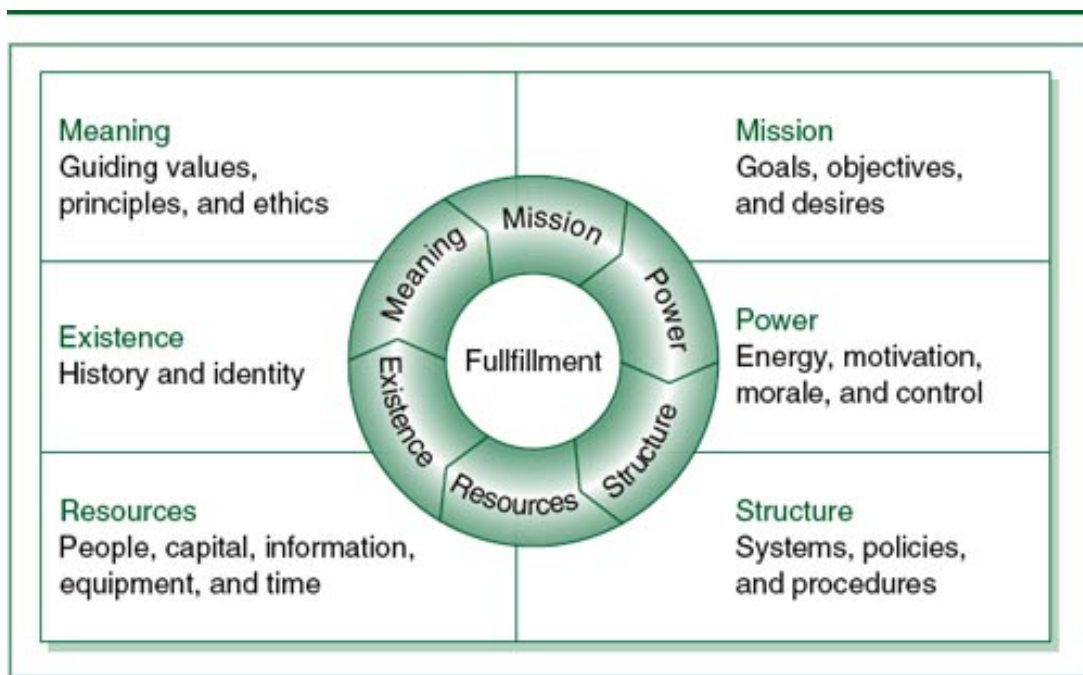 Meaning
Guiding values,
principles, and ethics
Mission
Goals, objectives,
and desires
Existence
History and identity
Power
Energy, motivation,
morale, and control
Resources
People, capital, information,
equipment, and time
Structure
Systems, policies,
and procedures
Mission
Power
Structure
Resources
Existence
Meaning
Fullfillment